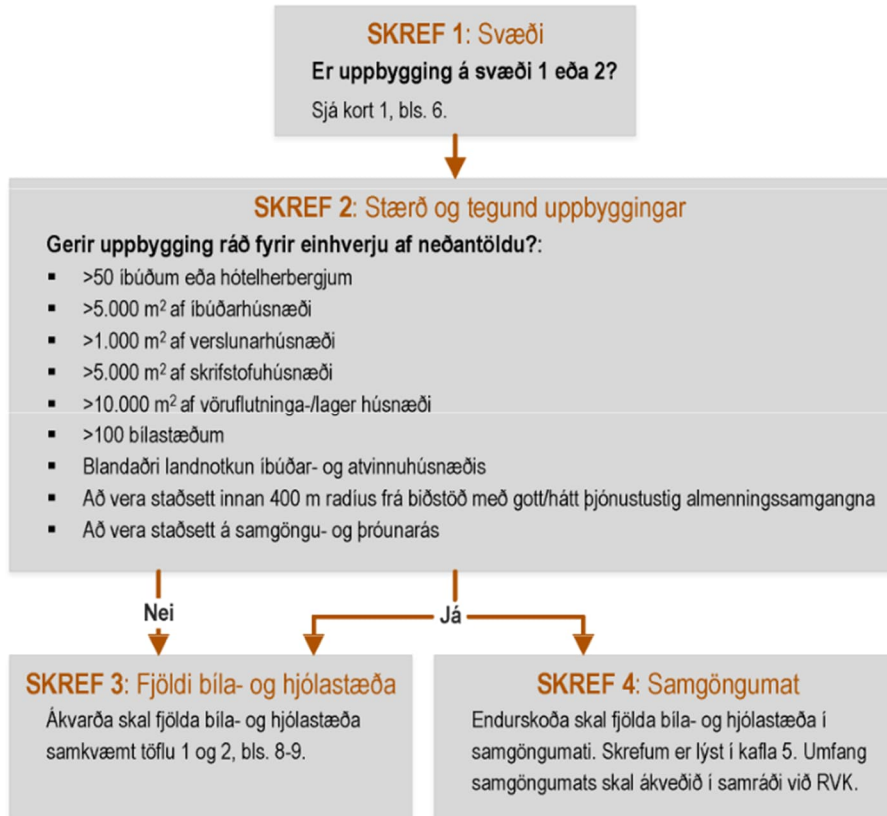 SKREF 1: Svæði
Er uppbygging á svæði 1 eða 2?
Sjá kort 1, bls. 6.
SKREF 2: Stærð og tegund uppbyggingar
Gerir uppbygging ráð fyrir einhverju af neðantöldu?:
▪ >50 íbúðum eða hótelherbergjum
▪ >5.000 m² af íbúðarhúsnæði
▪ >1.000 m² af verslunarhúsnæði
▪ >5.000 m² af skrifstofuhúsnæði
▪ >10.000 m² af vöruflutninga-/lager húsnæði
▪ >100 bílastæðum
▪ Blandaðri landnotkun íbúðar- og atvinnuhúsnæðis
▪ Að vera staðsett innan 400 m radíus frá biðstöð með gott/hátt þjónustustig almenningssamgangna
▪ Að vera staðsett á samgöngu- og þróunarás
Nei
Já
SKREF 3: Fjöldi bíla- og hjólastæða
Ákvarða skal fjölda bíla- og hjólastæða
samkvæmt töflu 1 og 2, bls. 8-9.
SKREF 4: Samgöngumat
Endurskoða skal fjölda bíla- og hjólastæða í
samgöngumati. Skrefum er lýst í kafla 5. Umfang
samgöngumats skal ákveðið í samráði við RVK.